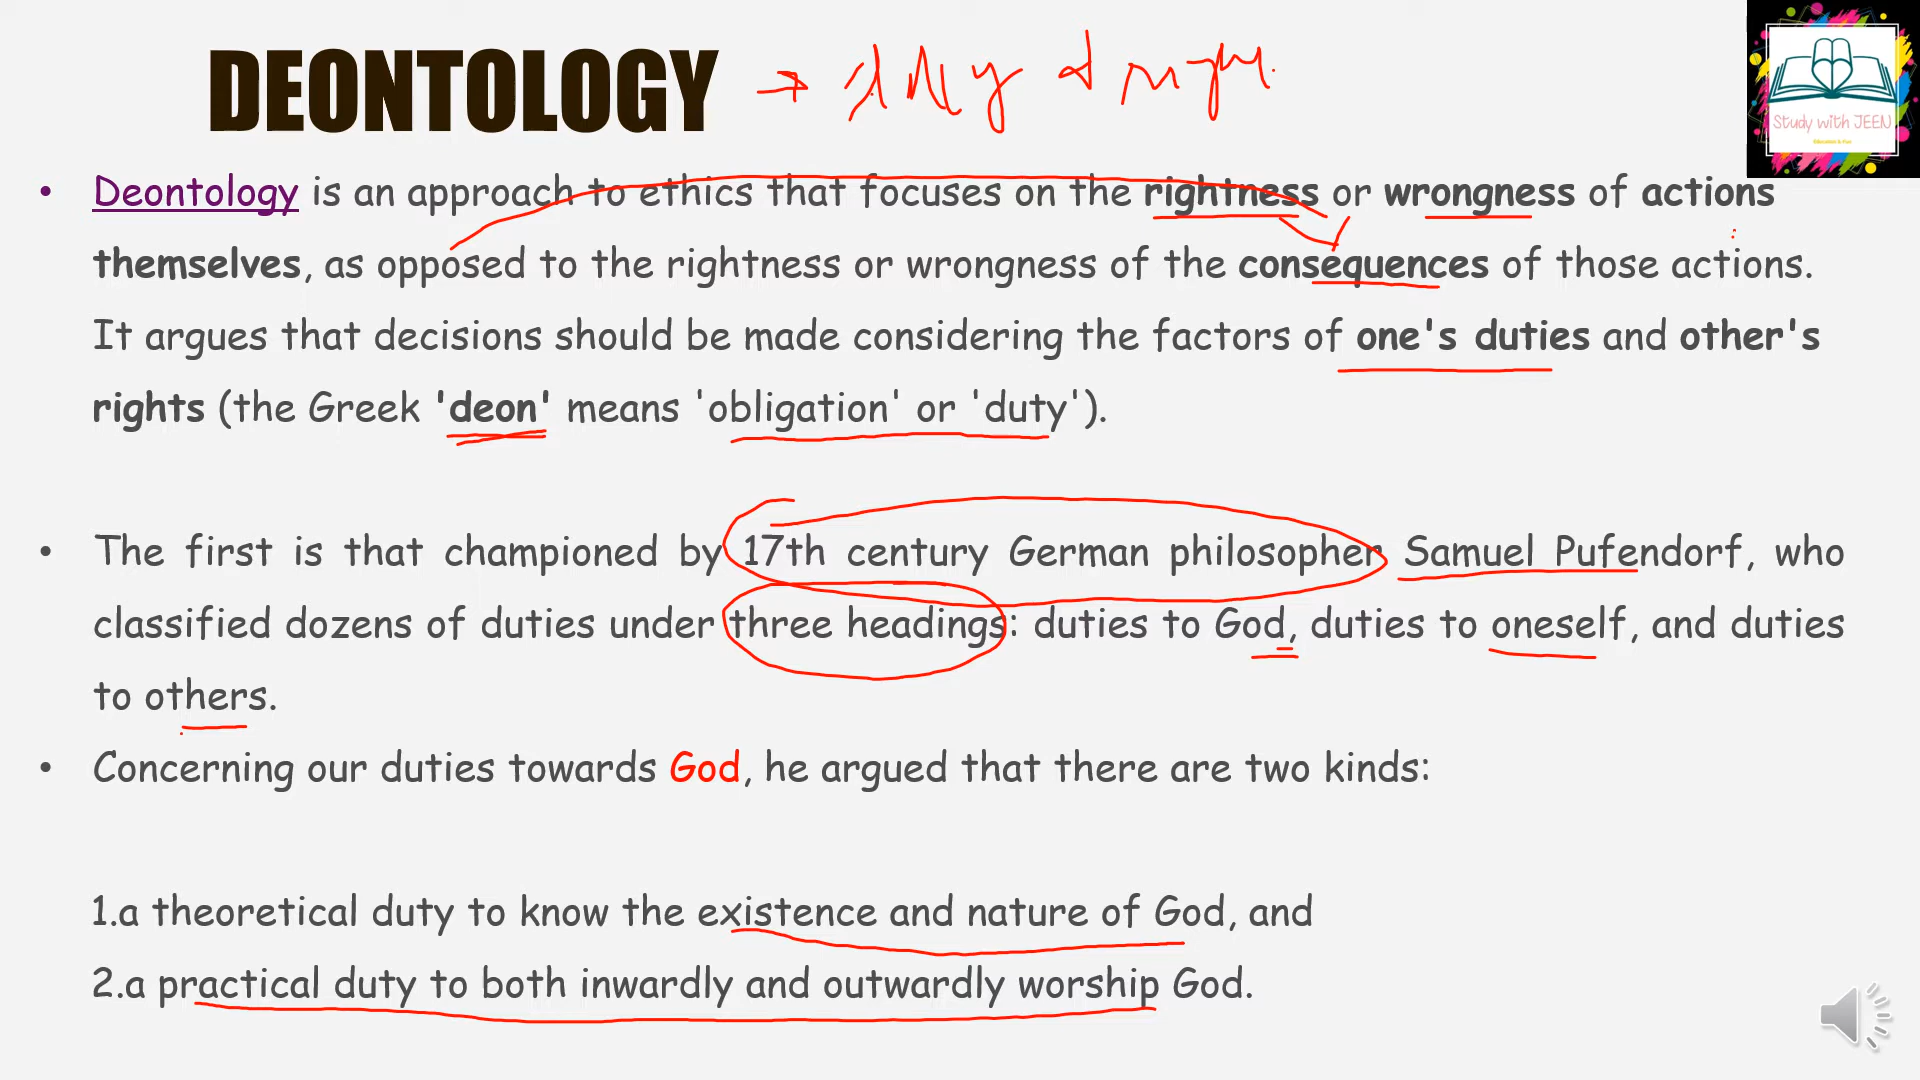 DEONTOLOGY
Study with JEEN
Education & Fun
• Deontology is an approach to ethics that focuses on the rightness or wrongness of actions
themselves, as opposed to the rightness or wrongness of the consequences of those actions.
It argues that decisions should be made considering the factors of one's duties and other's
rights (the Greek 'deon' means 'obligation' or 'duty').
• The first is that championed by 17th century German philosopher Samuel Pufendorf, who
classified dozens of duties under three headings: duties to God, duties to oneself, and duties
to others.
• Concerning our duties towards God, he argued that there are two kinds:
1.a theoretical duty to know the existence and nature of God, and
2.a practical duty to both inwardly and outwardly worship God.